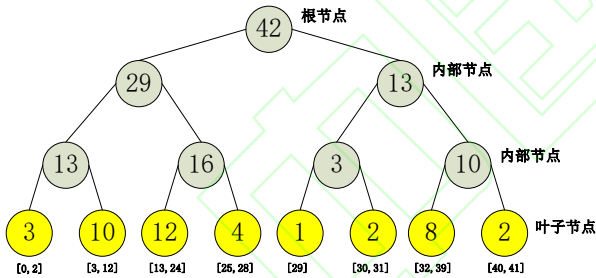 42 根节点
29 13 内部节点
13 16 3 10 内部节点
3 10 12 4 1 2 8 2 叶子节点
[0, 2] [3, 12] [13, 24] [25, 28] [29] [30, 31] [32, 39] [40, 41]